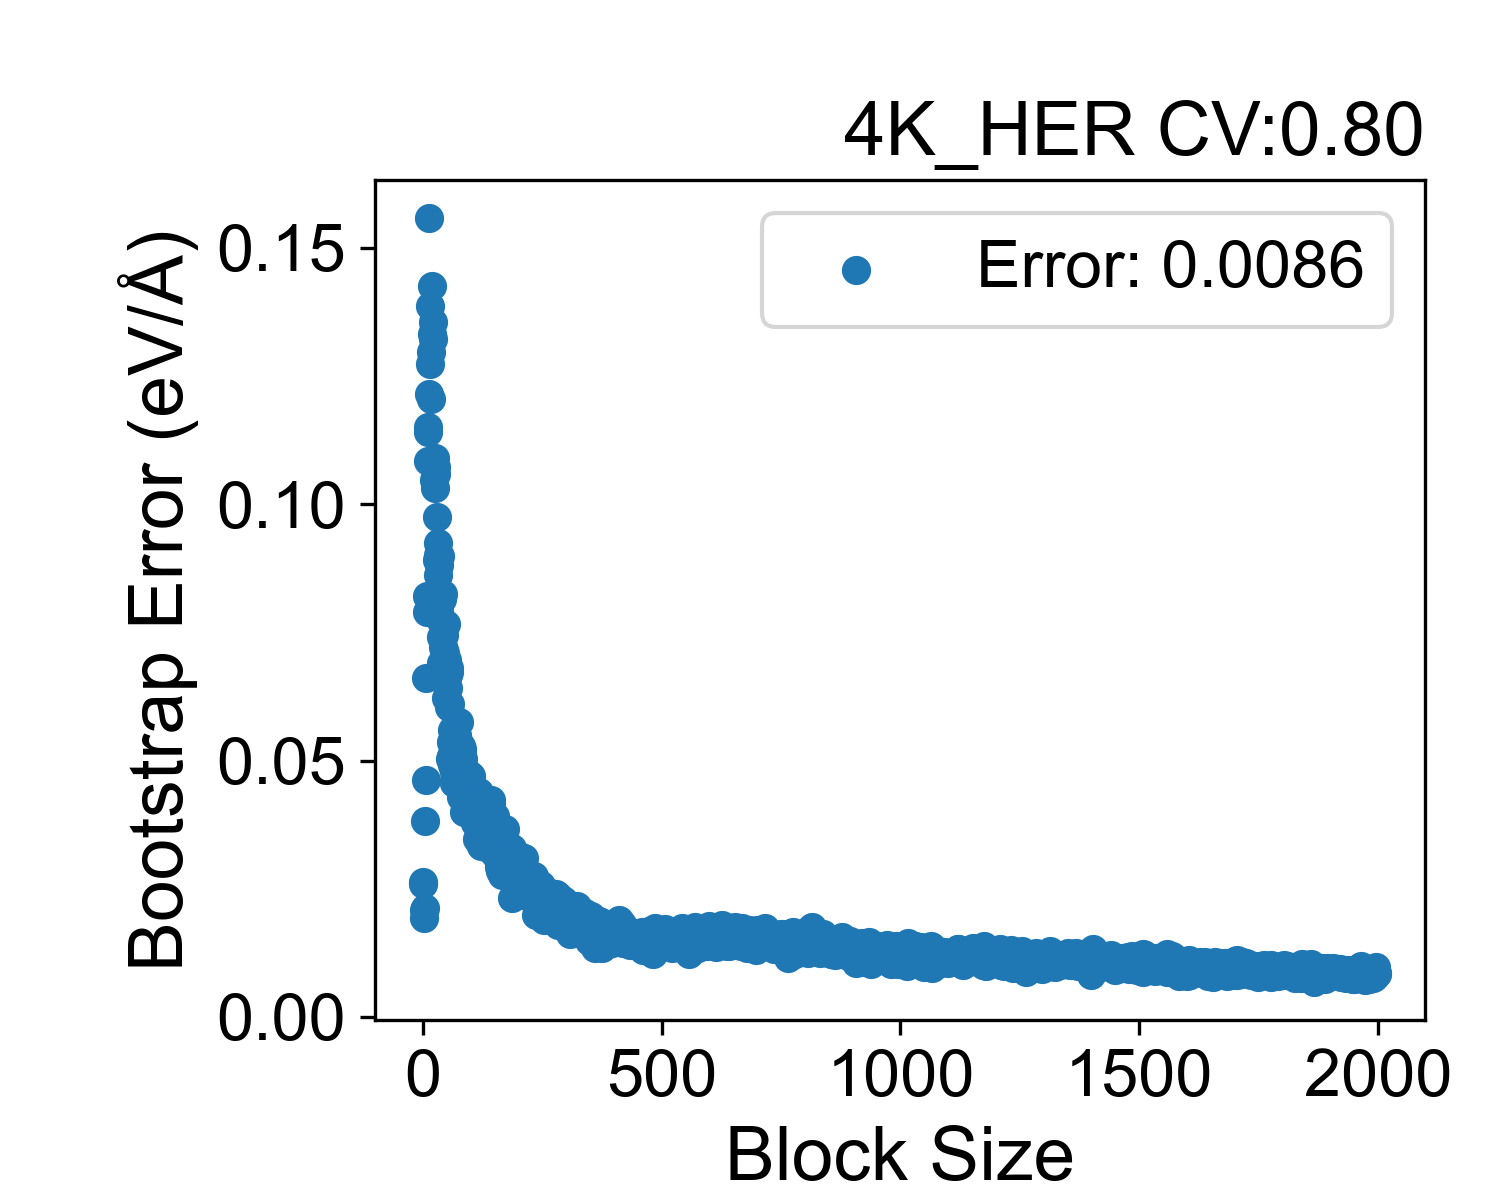 4K_HER CV:0.80
Error: 0.0086
Bootstrap Error (eV/Å)
0.15
0.10
0.05
0.00
0 500 1000 1500 2000
Block Size